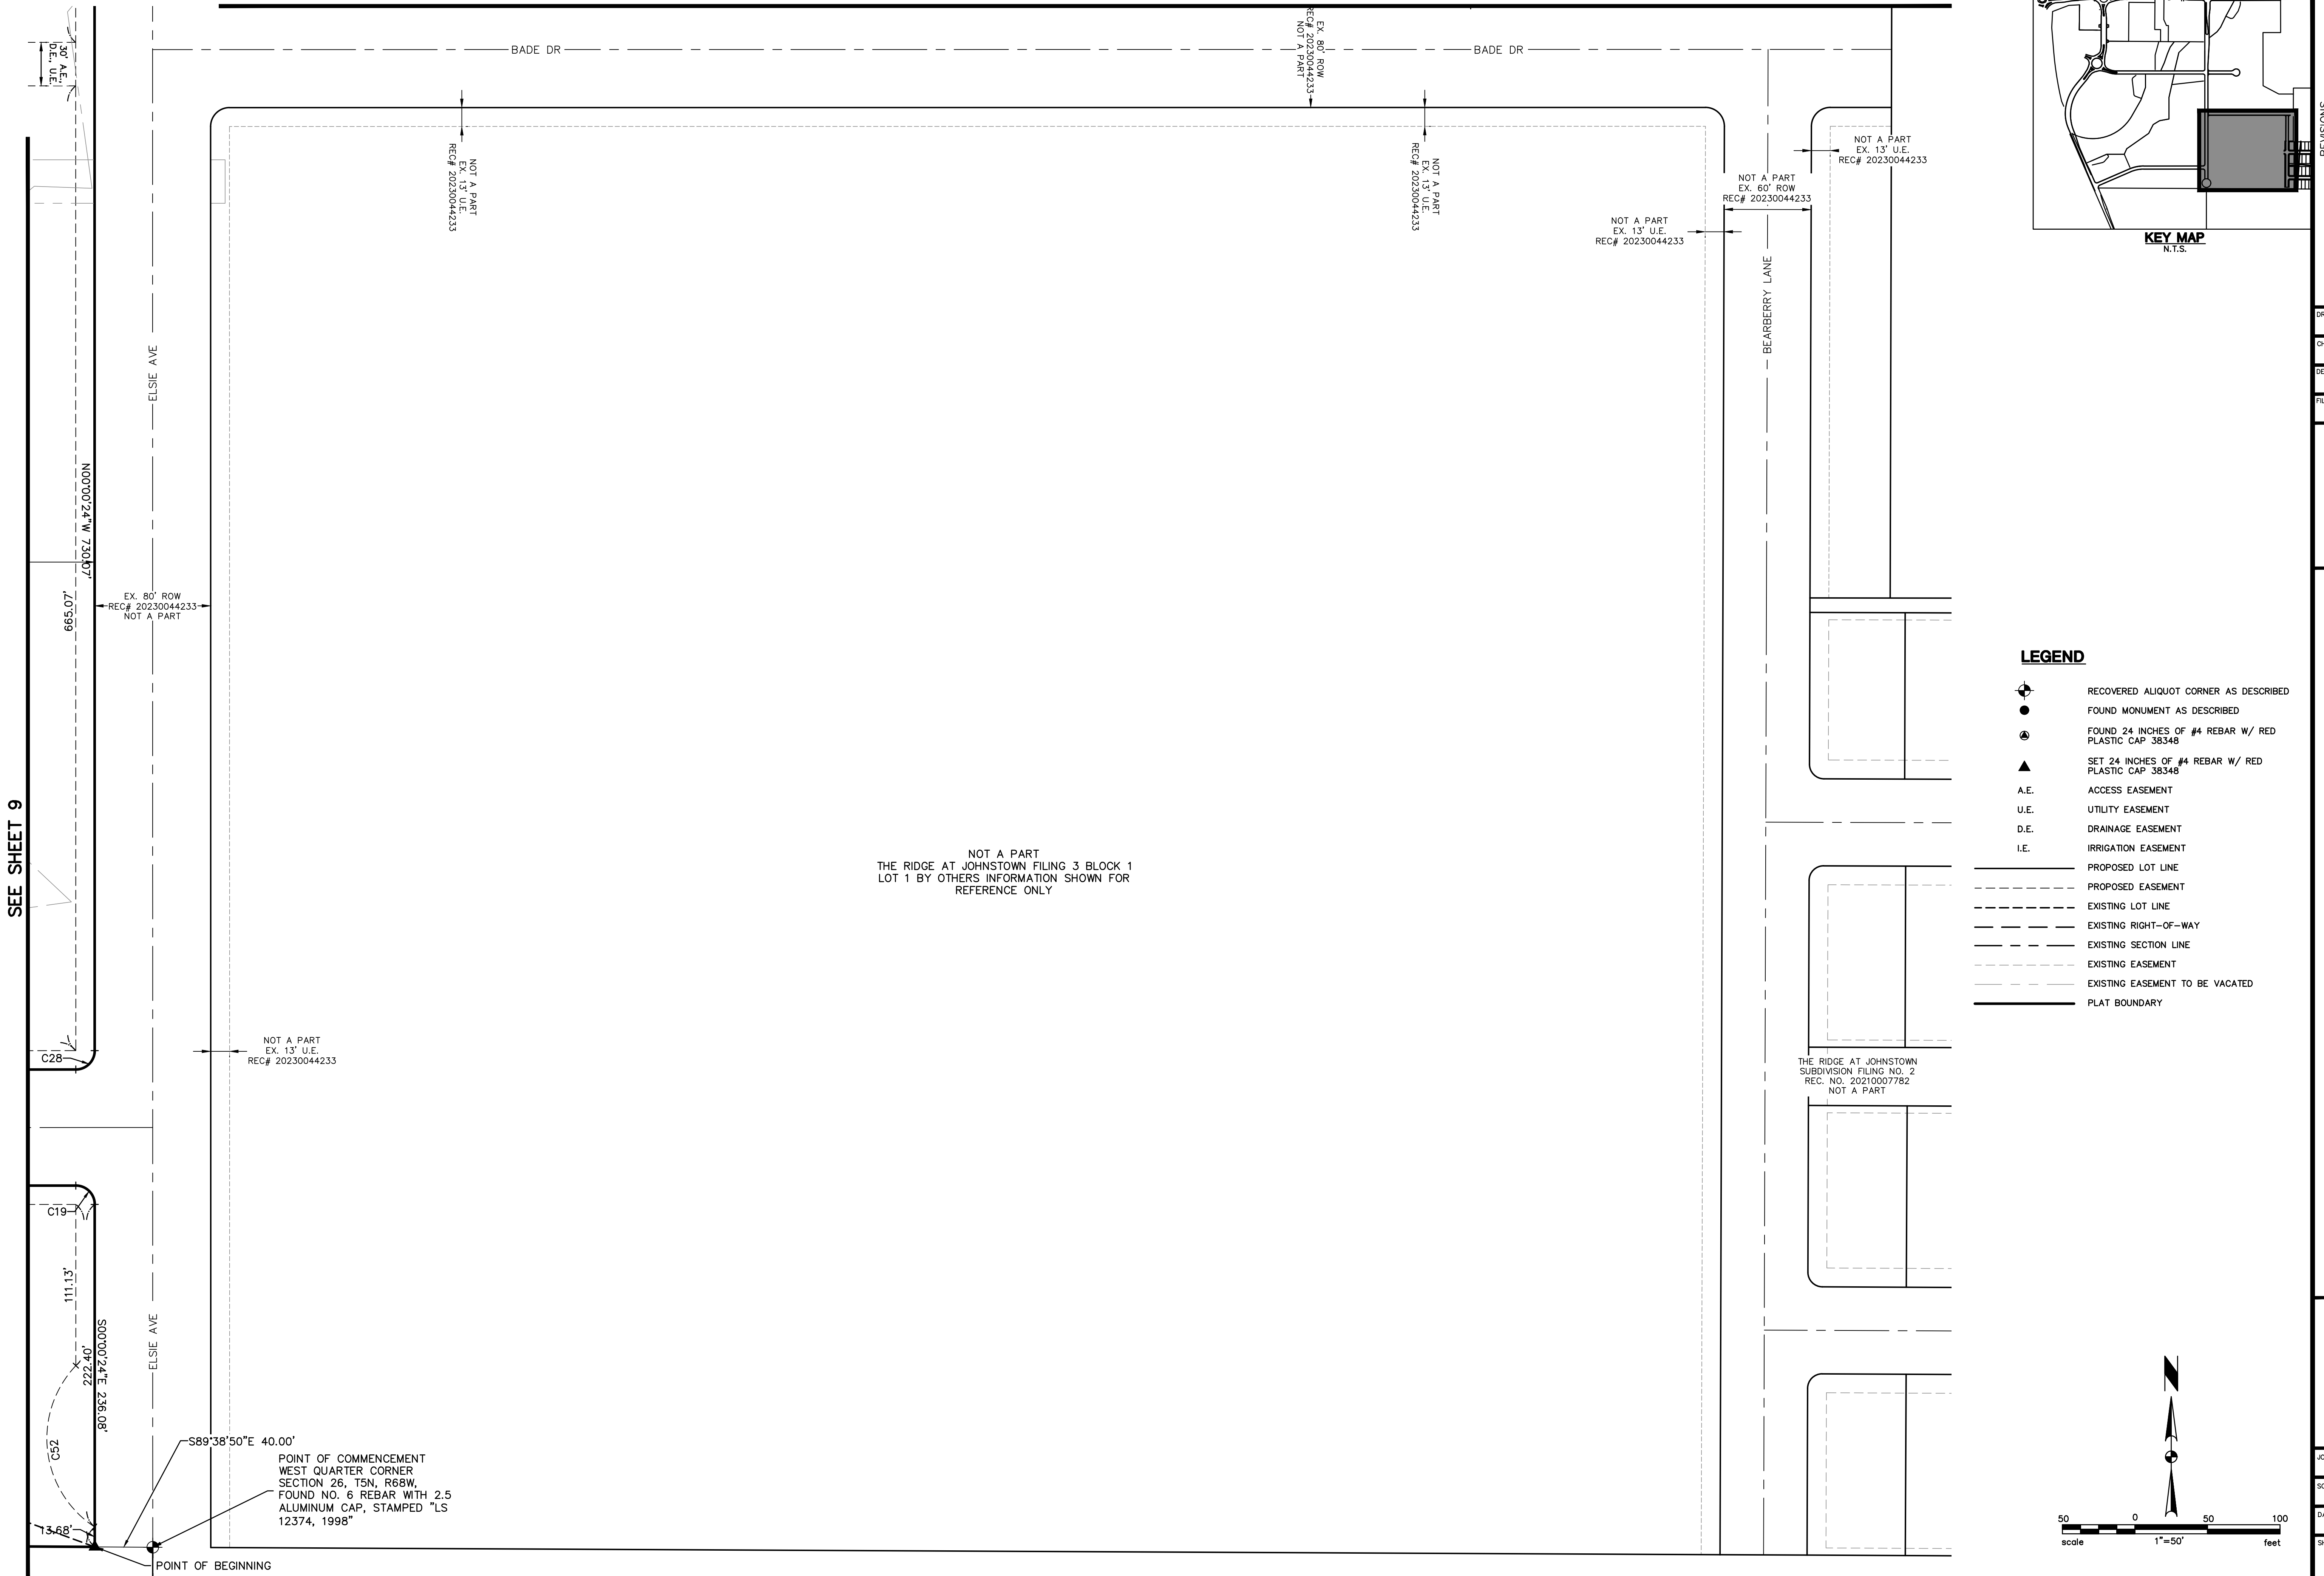 BADE DR
BADE DR
EX. 80' ROW
REC# 20230044233
NOT A PART
30' A.E.,
D.E., U.E.
NOT A PART
EX. 13' U.E.
REC# 20230044233
NOT A PART
EX. 13' U.E.
REC# 20230044233
NOT A PART
EX. 13' U.E.
REC# 20230044233
NOT A PART
EX. 60' ROW
REC# 20230044233
NOT A PART
EX. 13' U.E.
REC# 20230044233
KEY MAP
N.T.S.
REVISIONS
ELSIE AVE
BEARBERRY LANE
N00°00'24"W 730.07'
665.07'
EX. 80' ROW
REC# 20230044233
NOT A PART
SEE SHEET 9
NOT A PART
THE RIDGE AT JOHNSTOWN FILING 3 BLOCK 1
LOT 1 BY OTHERS INFORMATION SHOWN FOR
REFERENCE ONLY
LEGEND
RECOVERED ALIQUOT CORNER AS DESCRIBED
FOUND MONUMENT AS DESCRIBED
FOUND 24 INCHES OF #4 REBAR W/ RED
PLASTIC CAP 38348
SET 24 INCHES OF #4 REBAR W/ RED
PLASTIC CAP 38348
A.E. ACCESS EASEMENT
U.E. UTILITY EASEMENT
D.E. DRAINAGE EASEMENT
I.E. IRRIGATION EASEMENT
PROPOSED LOT LINE
PROPOSED EASEMENT
EXISTING LOT LINE
EXISTING RIGHT-OF-WAY
EXISTING SECTION LINE
EXISTING EASEMENT
EXISTING EASEMENT TO BE VACATED
PLAT BOUNDARY
C28
NOT A PART
EX. 13' U.E.
REC# 20230044233
THE RIDGE AT JOHNSTOWN
SUBDIVISION FILING NO. 2
REC. NO. 20210007782
NOT A PART
C19
111.13'
222.40'
S00°00'24"E 236.08'
ELSIE AVE
C52
13.68'
S89°38'50"E 40.00'
POINT OF COMMENCEMENT
WEST QUARTER CORNER
SECTION 26, T5N, R68W,
FOUND NO. 6 REBAR WITH 2.5
ALUMINUM CAP, STAMPED "LS
12374, 1998"
POINT OF BEGINNING
N
50 0 50 100
scale 1"=50' feet